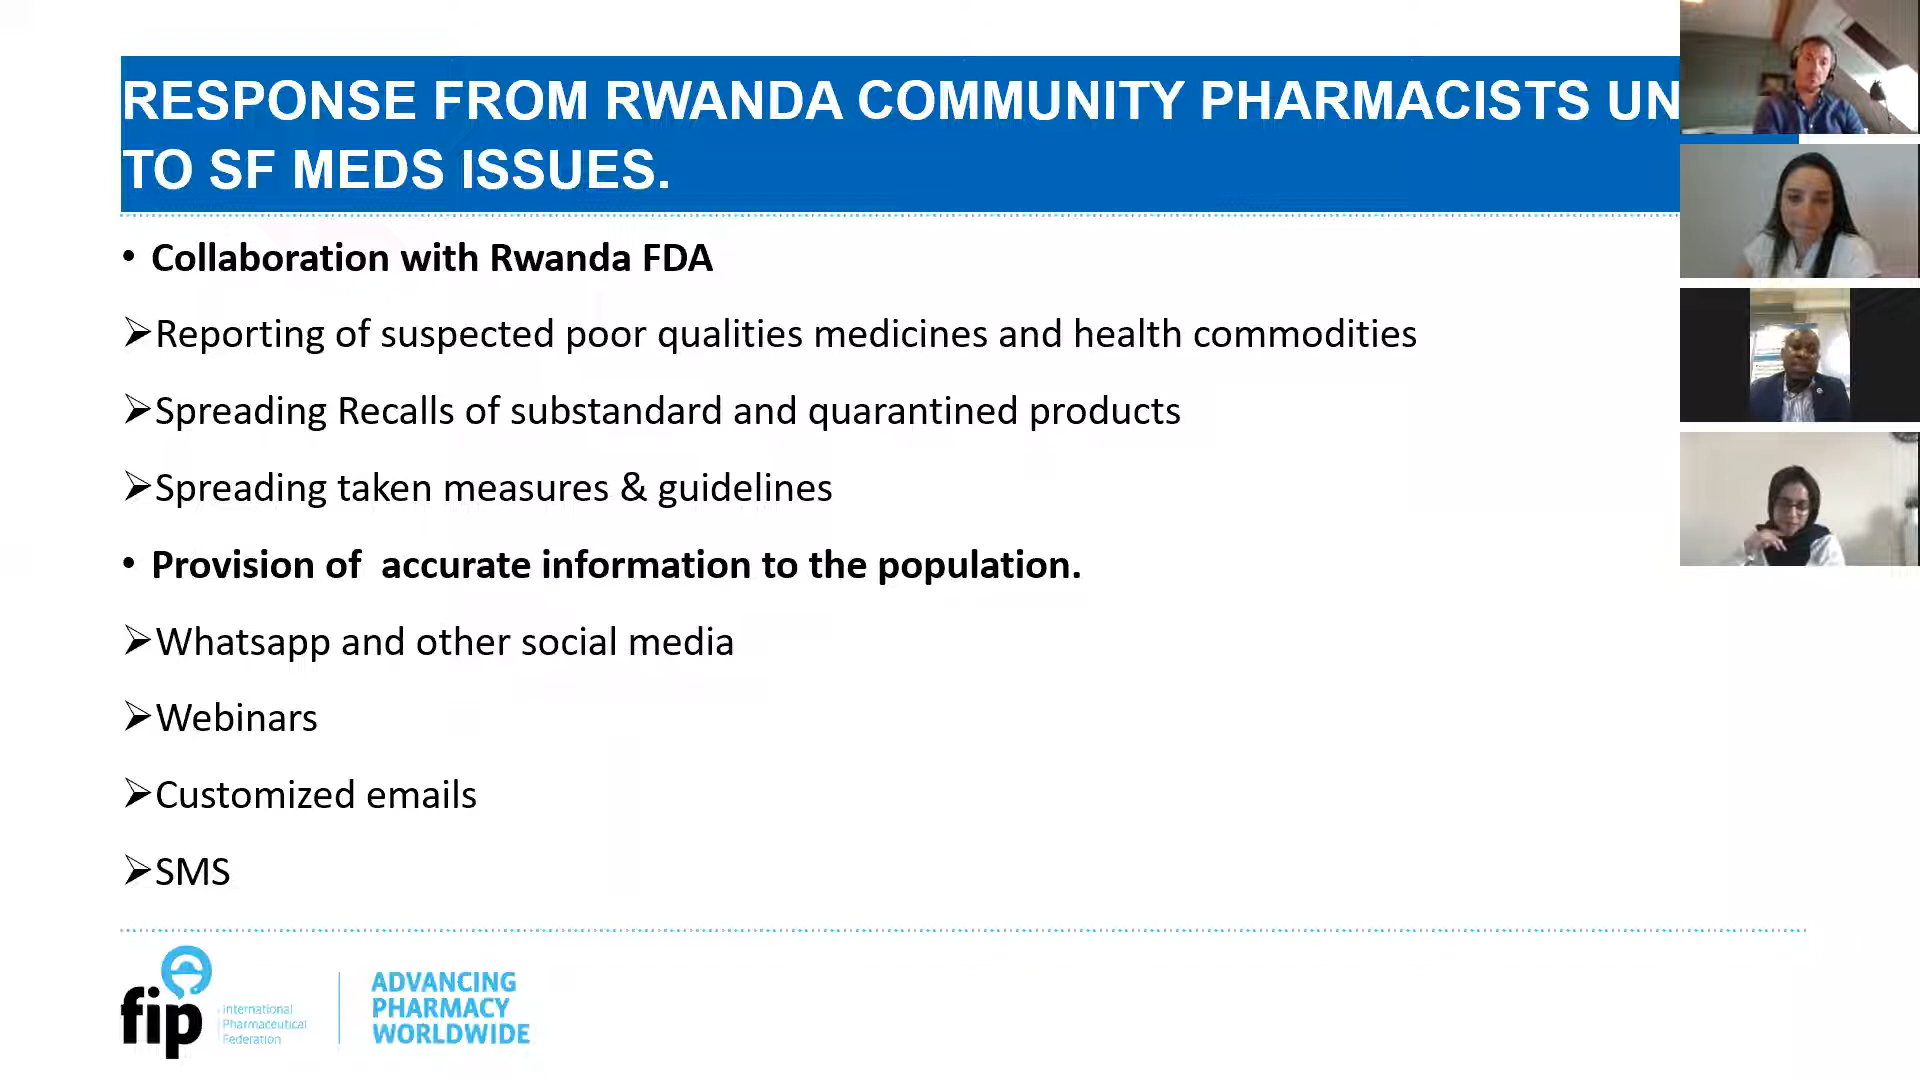 RESPONSE FROM RWANDA COMMUNITY PHARMACISTS UN
TO SF MEDS ISSUES.
• Collaboration with Rwanda FDA
➢Reporting of suspected poor qualities medicines and health commodities
➢Spreading Recalls of substandard and quarantined products
➢Spreading taken measures & guidelines
• Provision of  accurate information to the population.
➢Whatsapp and other social media
➢Webinars
➢Customized emails
➢SMS
fip
International
Pharmaceutical
Federation
ADVANCING
PHARMACY
WORLDWIDE